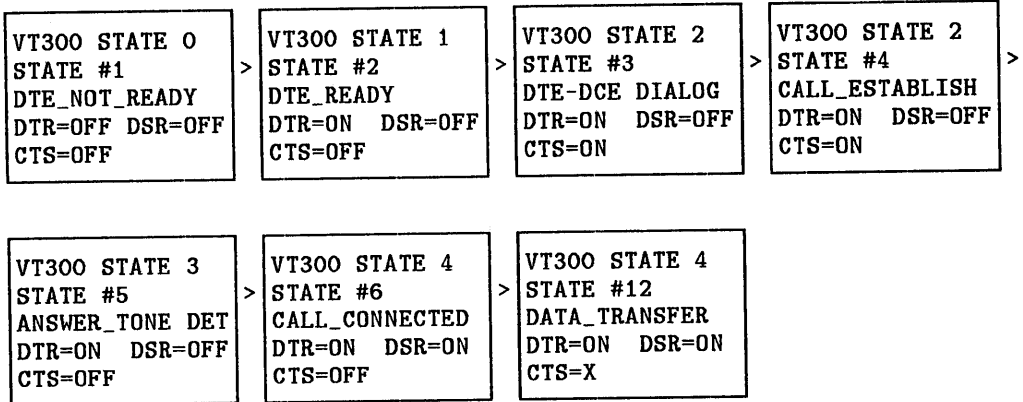 VT300 STATE 0
STATE #1
DTE_NOT_READY
DTR=OFF DSR=OFF
CTS=OFF
>
VT300 STATE 1
STATE #2
DTE_READY
DTR=ON DSR=OFF
CTS=OFF
>
VT300 STATE 2
STATE #3
DTE-DCE DIALOG
DTR=ON DSR=OFF
CTS=ON
>
VT300 STATE 2
STATE #4
CALL_ESTABLISH
DTR=ON DSR=OFF
CTS=ON
>
VT300 STATE 3
STATE #5
ANSWER_TONE DET
DTR=ON DSR=OFF
CTS=OFF
>
VT300 STATE 4
STATE #6
CALL_CONNECTED
DTR=ON DSR=ON
CTS=OFF
>
VT300 STATE 4
STATE #12
DATA_TRANSFER
DTR=ON DSR=ON
CTS=X